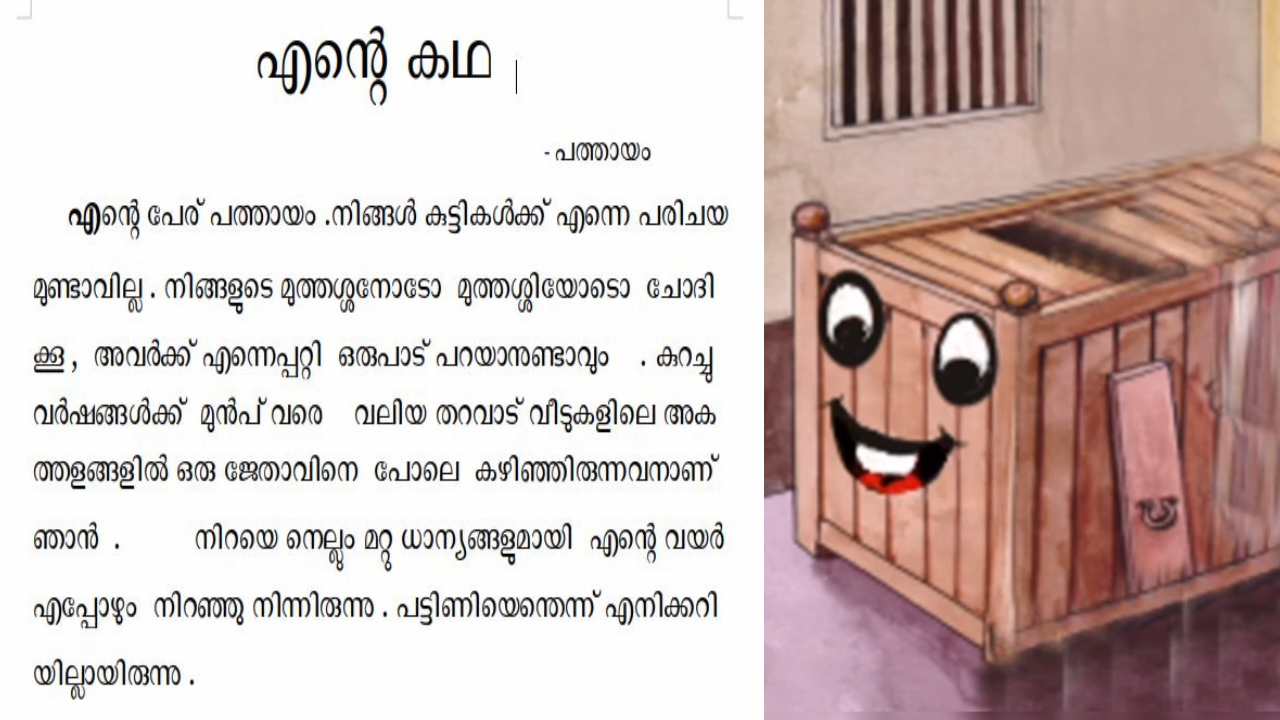 എന്റെ കഥ
- പത്തായം
എന്റെ പേര് പത്തായം .നിങ്ങൾ കുട്ടികൾക്ക് എന്നെ പരിചയ
മുണ്ടാവില്ല . നിങ്ങളുടെ മുത്തശ്ശനോടോ മുത്തശ്ശിയോടൊ ചോദി
ക്കൂ , അവർക്ക് എന്നെപ്പറ്റി ഒരുപാട് പറയാനുണ്ടാവും . കുറച്ചു
വർഷങ്ങൾക്ക് മുൻപ് വരെ വലിയ തറവാട് വീടുകളിലെ അക
ത്തളങ്ങളിൽ ഒരു ജേതാവിനെ പോലെ കഴിഞ്ഞിരുന്നവനാണ്
ഞാൻ . നിറയെ നെല്ലും മറ്റു ധാന്യങ്ങളുമായി എന്റെ വയർ
എപ്പോഴും നിറഞ്ഞു നിന്നിരുന്നു . പട്ടിണിയെന്തെന്ന് എനിക്കറി
യില്ലായിരുന്നു .